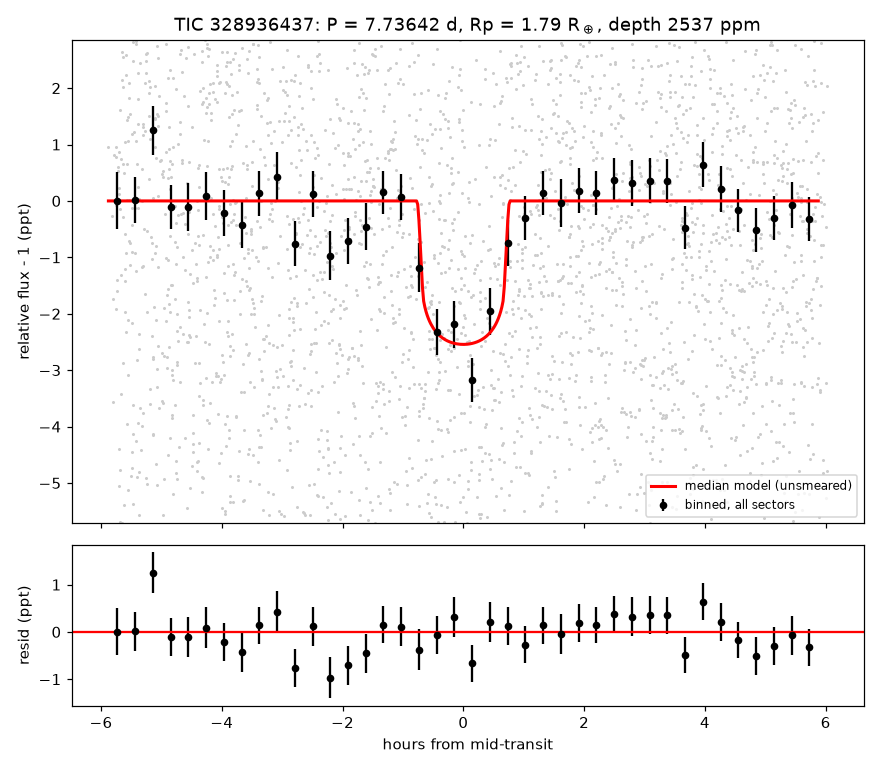 TIC 328936437: P = 7.73642 d, Rp = 1.79 R⊕, depth 2537 ppm
relative flux - 1 (ppt)
2
1
0
−1
−2
−3
−4
−5
median model (unsmeared)
binned, all sectors
resid (ppt)
1
0
−1
−6 −4 −2 0 2 4 6
hours from mid-transit